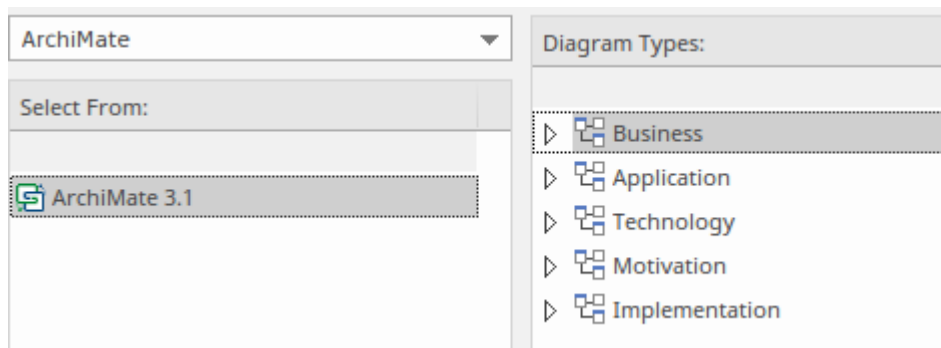 ArchiMate
Select From:
ArchiMate 3.1
Diagram Types:
Business
Application
Technology
Motivation
Implementation